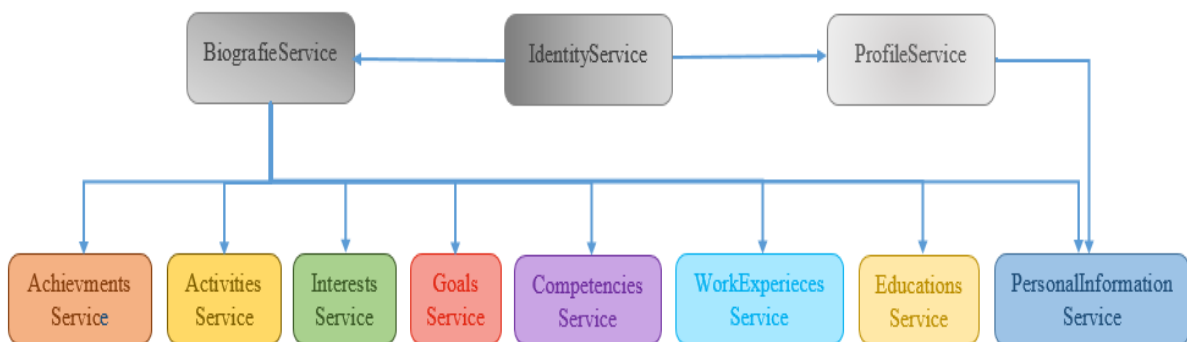 BiografieService
IdentityService
ProfileService
Achievments
Service
Activities
Service
Interests
Service
Goals
Service
Competencies
Service
WorkExperieces
Service
Educations
Service
PersonalInformation
Service